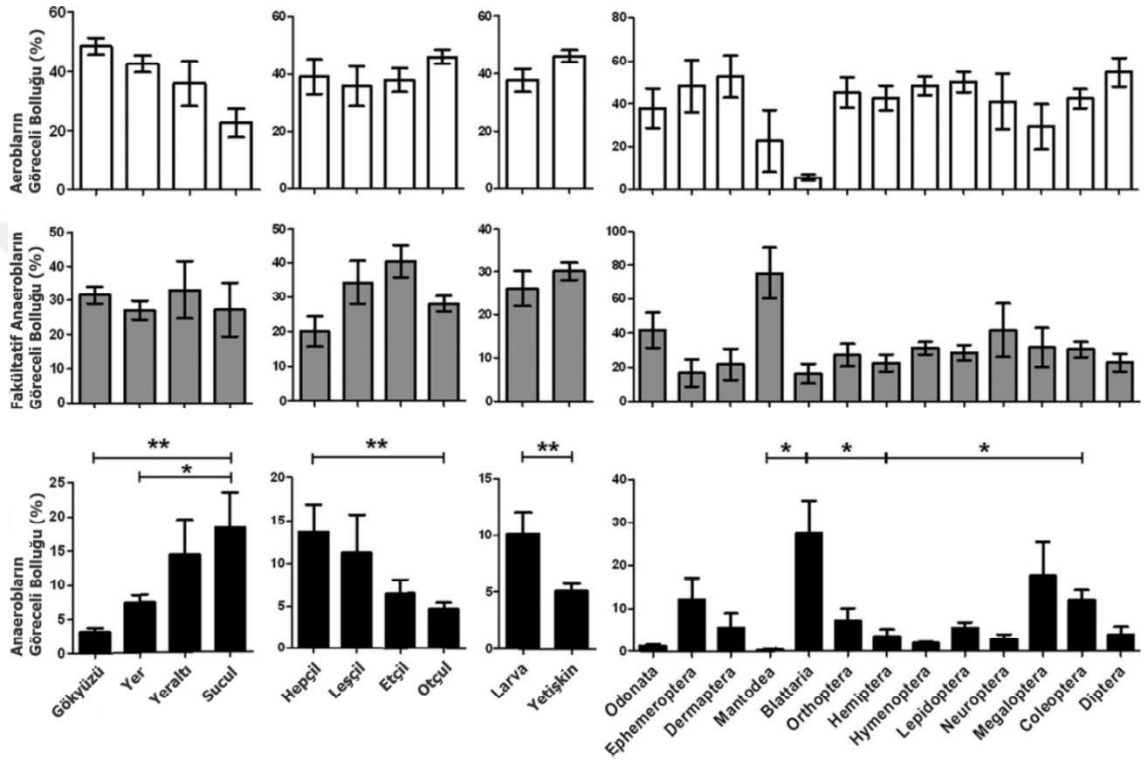 Aerobların
Göreceli Bolluğu (%)
60
40
20
0
60
40
20
0
60
40
20
0
80
60
40
20
0
Fakültatif Anaerobların
Göreceli Bolluğu (%)
50
40
30
20
10
0
50
40
30
20
10
0
40
30
20
10
0
100
80
60
40
20
0
Anaerobların
Göreceli Bolluğu (%)
**
*
25
20
15
10
5
0
**
20
15
10
5
0
**
15
10
5
0
*
*
*
40
30
20
10
0
Gökyüzü
Yer
Yeraltı
Sucul
Hepçil
Leşçil
Etçil
Otçul
Larva
Yetişkin
Odonata
Ephemeroptera
Dermaptera
Mantodea
Blattaria
Orthoptera
Hemiptera
Hymenoptera
Lepidoptera
Neuroptera
Megaloptera
Coleoptera
Diptera